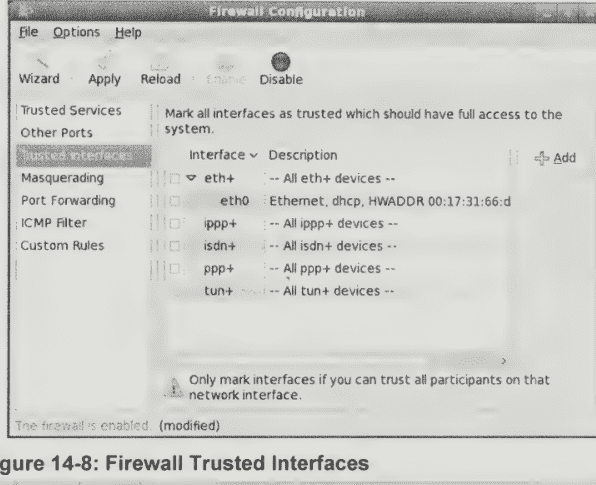 Firewall Configuration
File Options Help
Wizard Apply Reload Enable Disable
Trusted Services
Other Ports
Trusted Interfaces
Masquerading
Port Forwarding
ICMP Filter
Custom Rules
Mark all interfaces as trusted which should have full access to the
system.
Interface Description
Add
eth+ -- All eth+ devices --
eth0 Ethernet, dhcp, HWADDR 00:17:31:66:d
ippp+ -- All ippp+ devices --
isdn+ -- All isdn+ devices --
ppp+ -- All ppp+ devices --
tun+ -- All tun+ devices --
Only mark interfaces if you can trust all participants on that
network interface.
The firewall is enabled. (modified)
gure 14-8: Firewall Trusted Interfaces